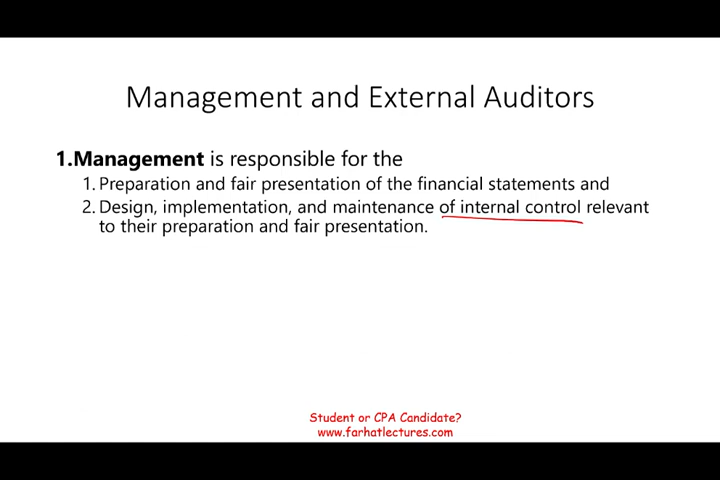 Management and External Auditors
1.Management is responsible for the
1. Preparation and fair presentation of the financial statements and
2. Design, implementation, and maintenance of internal control relevant
to their preparation and fair presentation.
Student or CPA Candidate?
www.farhatlectures.com